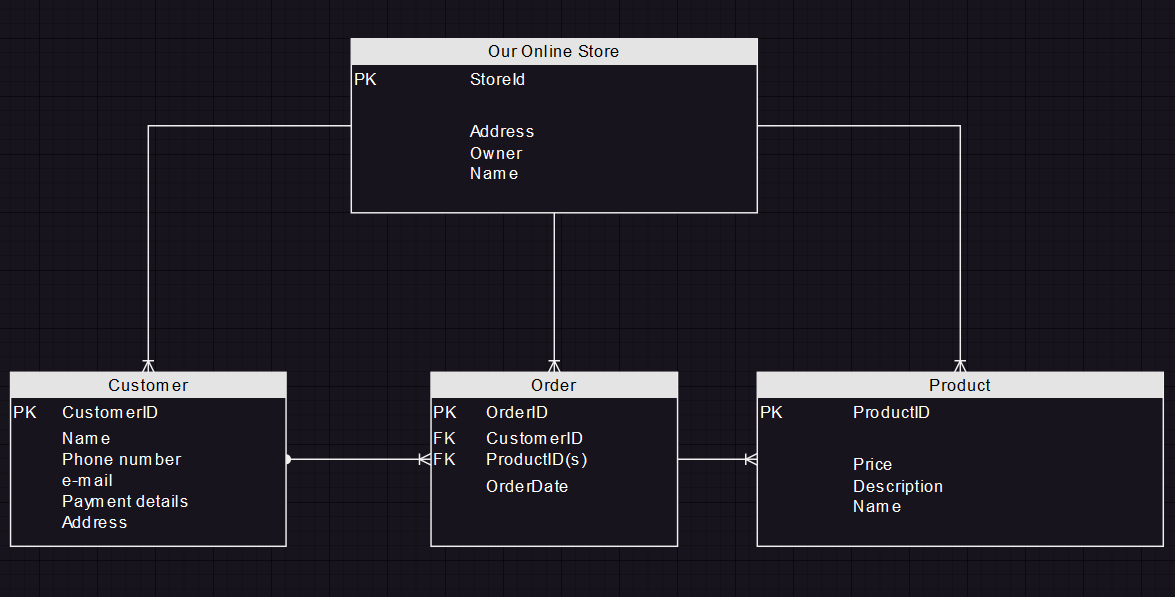 Our Online Store
PK StoreId
Address
Owner
Name
Customer
PK CustomerID
Name
Phone number
e-mail
Payment details
Address
Order
PK OrderID
FK CustomerID
FK ProductID(s)
OrderDate
Product
PK ProductID
Price
Description
Name